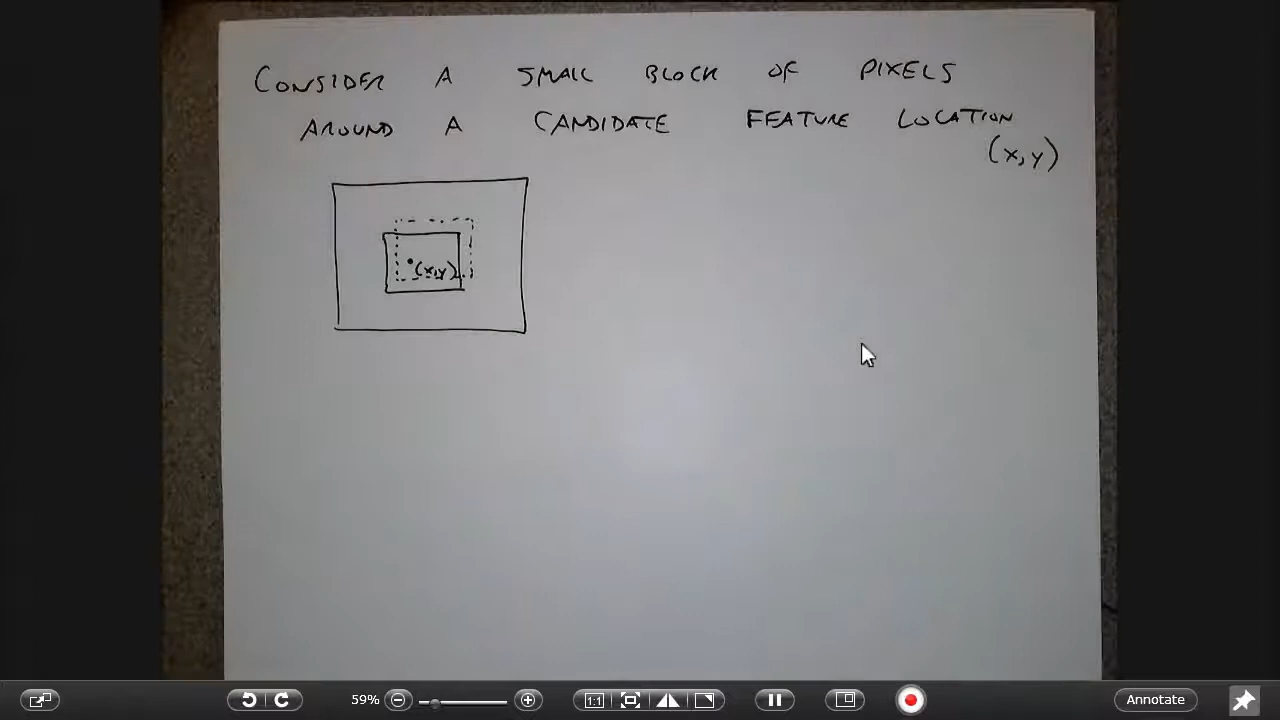 CONSIDER A SMALL BLOCK OF PIXELS
AROUND A CANDIDATE FEATURE LOCATION
(x,y)
(x,y)
59%
1:1
Annotate